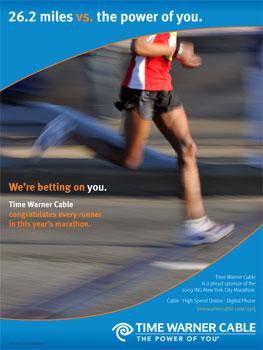 26.2 miles vs. the power of you.
We're betting on you.
Time Warner Cable
congratulates every runner
in this year's marathon.
Time Warner Cable
is a proud sponsor of the
2009 ING New York City Marathon.
Cable · High Speed Online · Digital Phone
TIME WARNER CABLE
THE POWER OF YOU